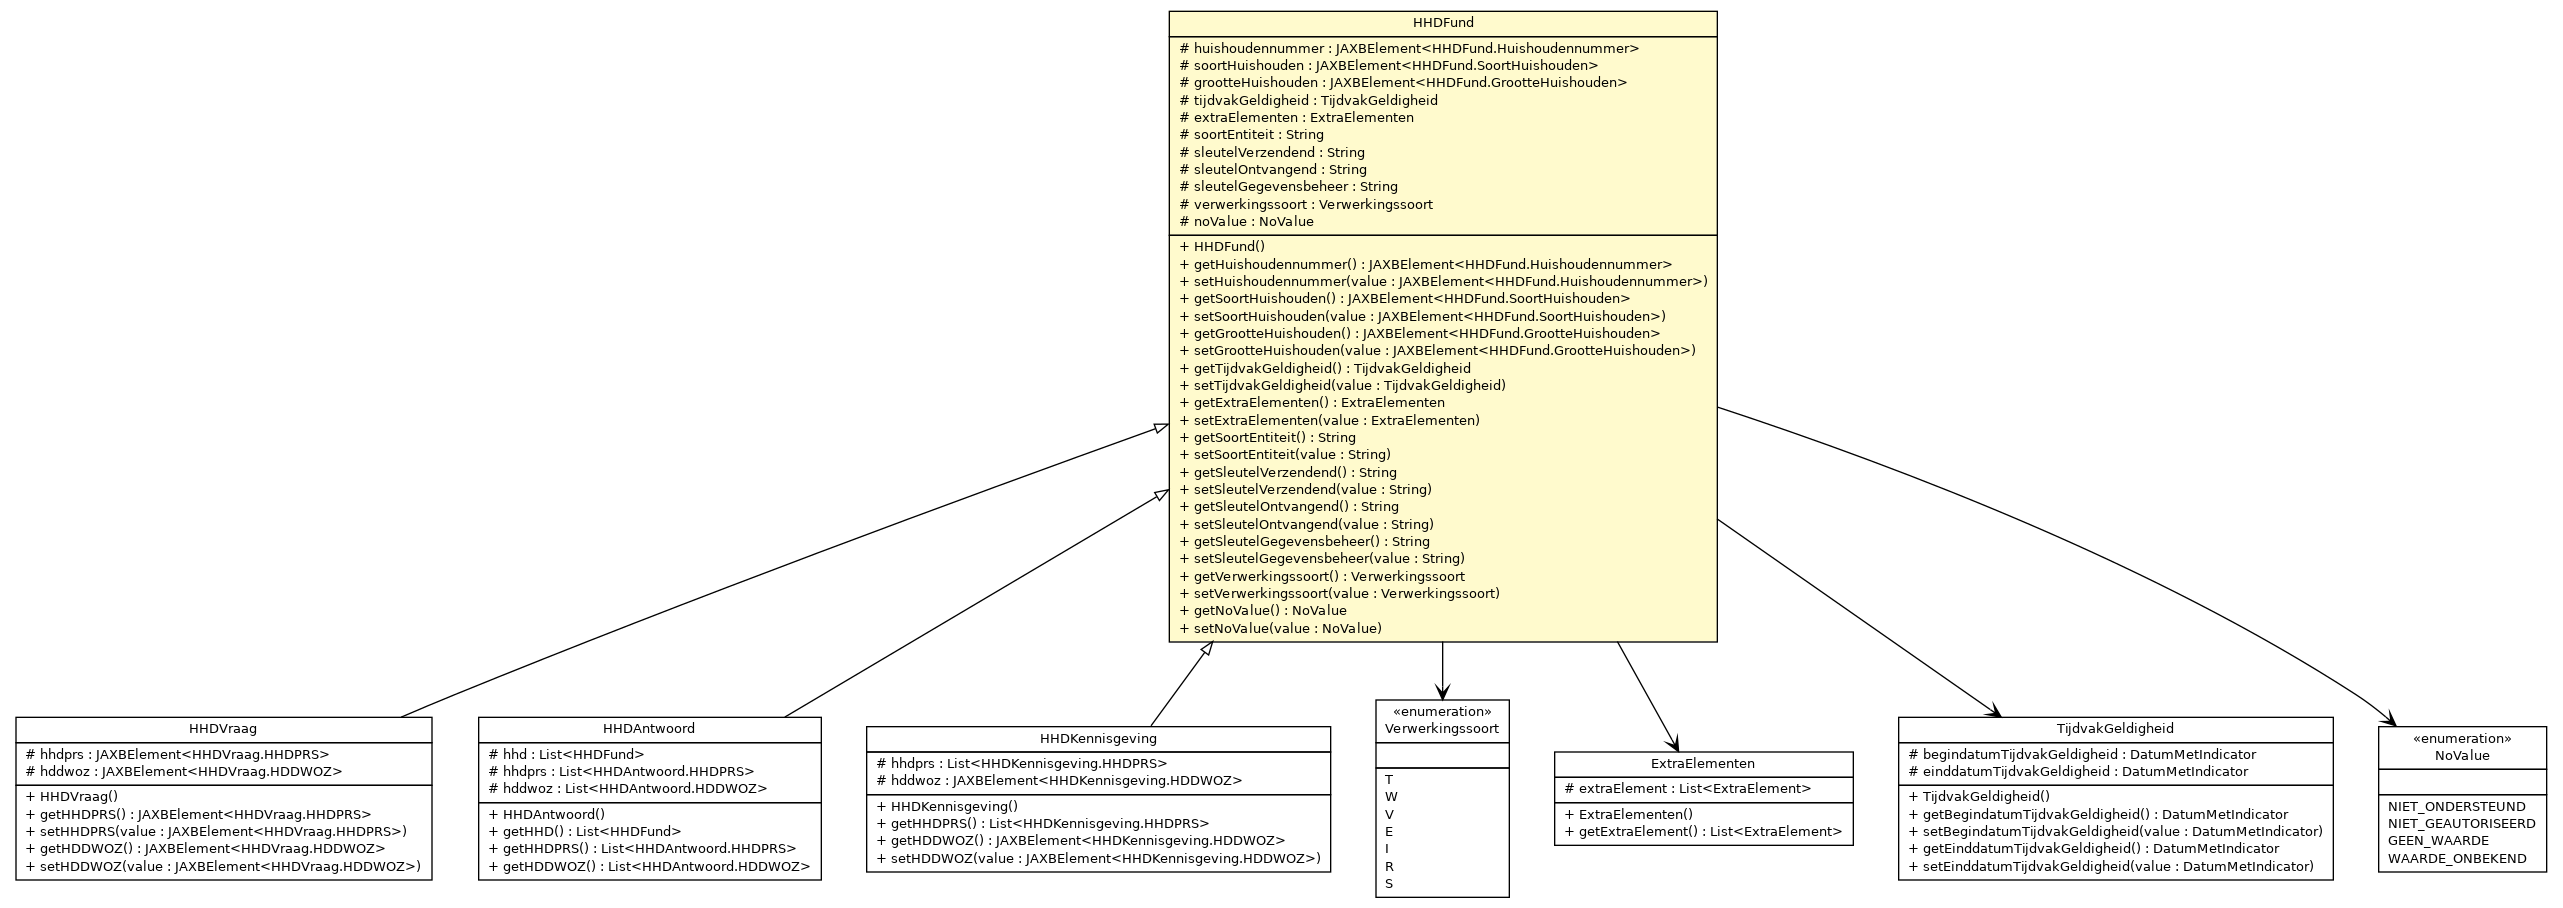 HHDFund
# huishoudennummer : JAXBElement<HHDFund.Huishoudennummer>
# soortHuishouden : JAXBElement<HHDFund.SoortHuishouden>
# grootteHuishouden : JAXBElement<HHDFund.GrootteHuishouden>
# tijdvakGeldigheid : TijdvakGeldigheid
# extraElementen : ExtraElementen
# soortEntiteit : String
# sleutelVerzendend : String
# sleutelOntvangend : String
# sleutelGegevensbeheer : String
# verwerkingssoort : Verwerkingssoort
# noValue : NoValue
+ HHDFund()
+ getHuishoudennummer() : JAXBElement<HHDFund.Huishoudennummer>
+ setHuishoudennummer(value : JAXBElement<HHDFund.Huishoudennummer>)
+ getSoortHuishouden() : JAXBElement<HHDFund.SoortHuishouden>
+ setSoortHuishouden(value : JAXBElement<HHDFund.SoortHuishouden>)
+ getGrootteHuishouden() : JAXBElement<HHDFund.GrootteHuishouden>
+ setGrootteHuishouden(value : JAXBElement<HHDFund.GrootteHuishouden>)
+ getTijdvakGeldigheid() : TijdvakGeldigheid
+ setTijdvakGeldigheid(value : TijdvakGeldigheid)
+ getExtraElementen() : ExtraElementen
+ setExtraElementen(value : ExtraElementen)
+ getSoortEntiteit() : String
+ setSoortEntiteit(value : String)
+ getSleutelVerzendend() : String
+ setSleutelVerzendend(value : String)
+ getSleutelOntvangend() : String
+ setSleutelOntvangend(value : String)
+ getSleutelGegevensbeheer() : String
+ setSleutelGegevensbeheer(value : String)
+ getVerwerkingssoort() : Verwerkingssoort
+ setVerwerkingssoort(value : Verwerkingssoort)
+ getNoValue() : NoValue
+ setNoValue(value : NoValue)
HHDVraag
# hhdprs : JAXBElement<HHDVraag.HHDPRS>
# hddwoz : JAXBElement<HHDVraag.HDDWOZ>
+ HHDVraag()
+ getHHDPRS() : JAXBElement<HHDVraag.HHDPRS>
+ setHHDPRS(value : JAXBElement<HHDVraag.HHDPRS>)
+ getHDDWOZ() : JAXBElement<HHDVraag.HDDWOZ>
+ setHDDWOZ(value : JAXBElement<HHDVraag.HDDWOZ>)
HHDAntwoord
# hhd : List<HHDFund>
# hhdprs : List<HHDAntwoord.HHDPRS>
# hddwoz : List<HHDAntwoord.HDDWOZ>
+ HHDAntwoord()
+ getHHD() : List<HHDFund>
+ getHHDPRS() : List<HHDAntwoord.HHDPRS>
+ getHDDWOZ() : List<HHDAntwoord.HDDWOZ>
HHDKennisgeving
# hhdprs : List<HHDKennisgeving.HHDPRS>
# hddwoz : JAXBElement<HHDKennisgeving.HDDWOZ>
+ HHDKennisgeving()
+ getHHDPRS() : List<HHDKennisgeving.HHDPRS>
+ getHDDWOZ() : JAXBElement<HHDKennisgeving.HDDWOZ>
+ setHDDWOZ(value : JAXBElement<HHDKennisgeving.HDDWOZ>)
«enumeration»
Verwerkingssoort
T
W
V
E
I
R
S
ExtraElementen
# extraElement : List<ExtraElement>
+ ExtraElementen()
+ getExtraElement() : List<ExtraElement>
TijdvakGeldigheid
# begindatumTijdvakGeldigheid : DatumMetIndicator
# einddatumTijdvakGeldigheid : DatumMetIndicator
+ TijdvakGeldigheid()
+ getBegindatumTijdvakGeldigheid() : DatumMetIndicator
+ setBegindatumTijdvakGeldigheid(value : DatumMetIndicator)
+ getEinddatumTijdvakGeldigheid() : DatumMetIndicator
+ setEinddatumTijdvakGeldigheid(value : DatumMetIndicator)
«enumeration»
NoValue
NIET_ONDERSTEUND
NIET_GEAUTORISEERD
GEEN_WAARDE
WAARDE_ONBEKEND